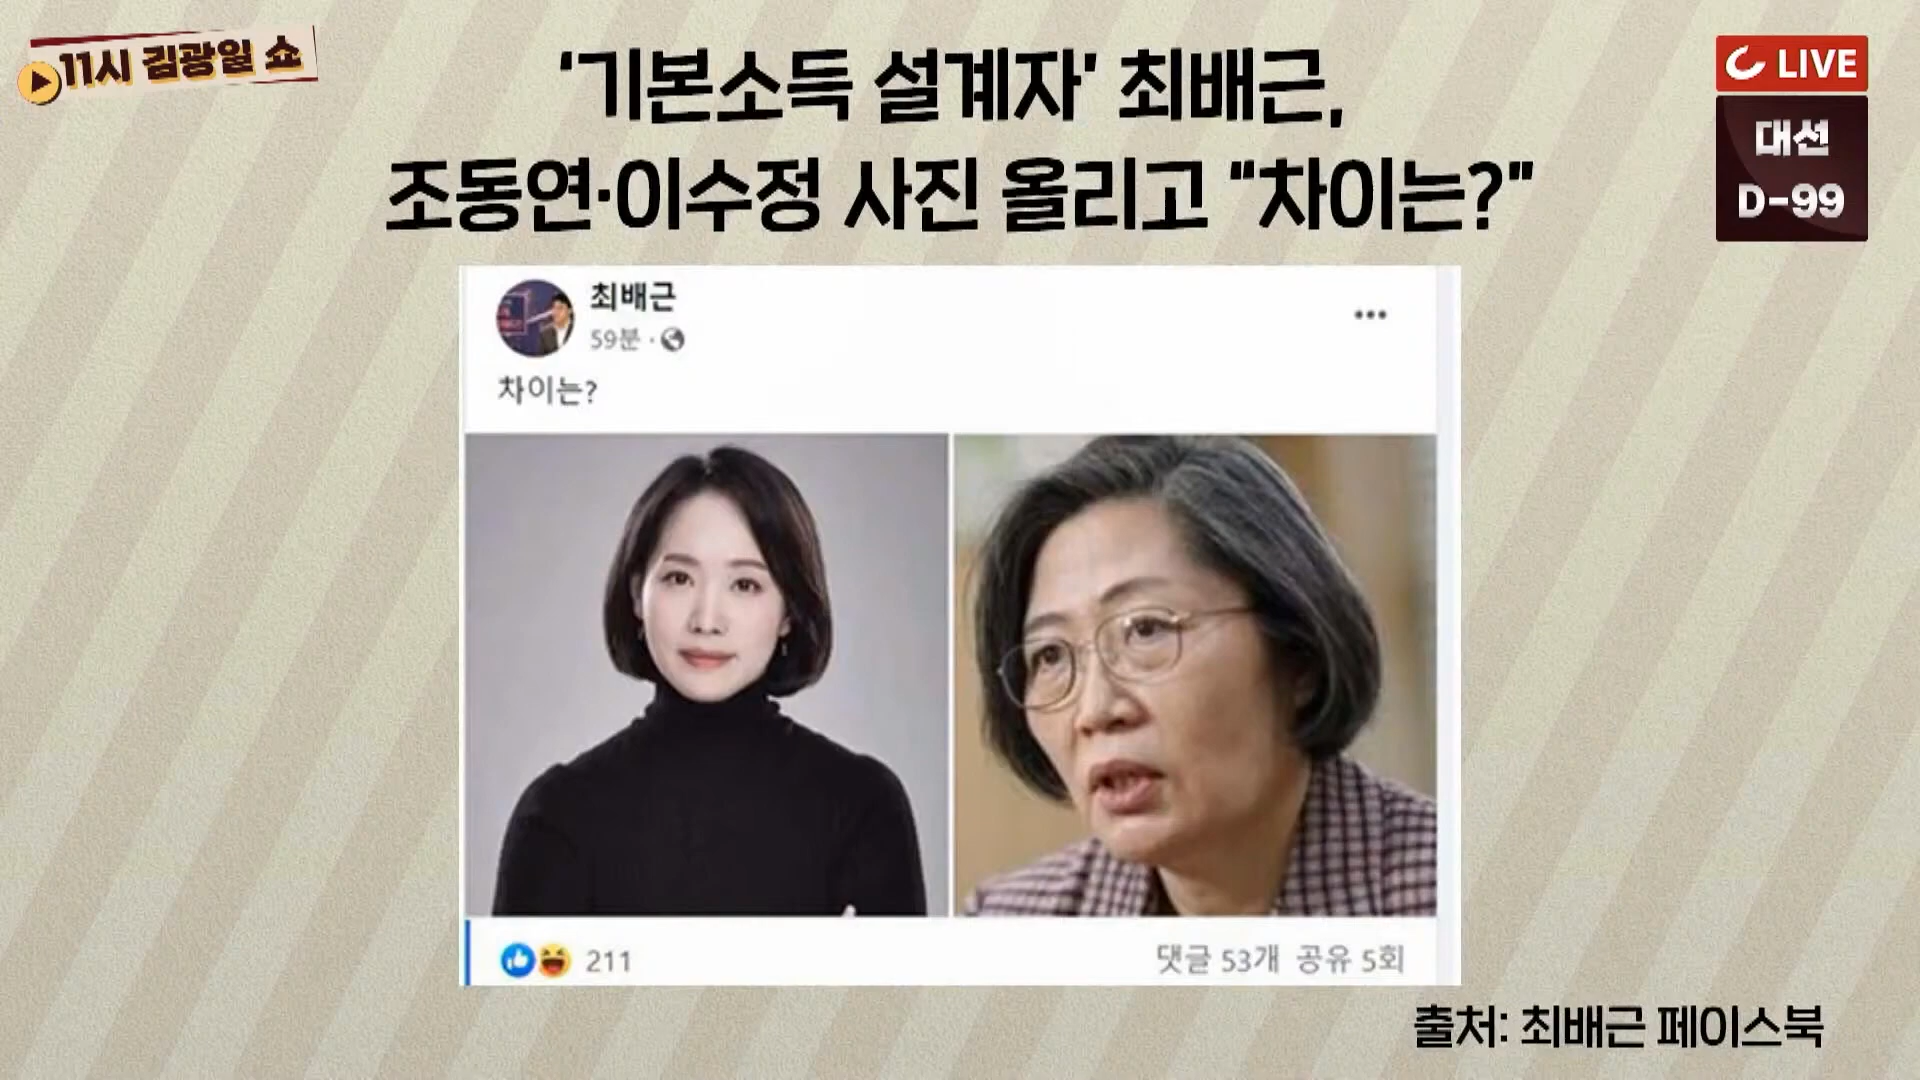 11시 김광일 쇼
‘기본소득 설계자’ 최배근,
조동연·이수정 사진 올리고 “차이는?”
LIVE
대선
D-99
최배근
59분 ·
차이는?
211
댓글 53개 공유 5회
출처: 최배근 페이스북